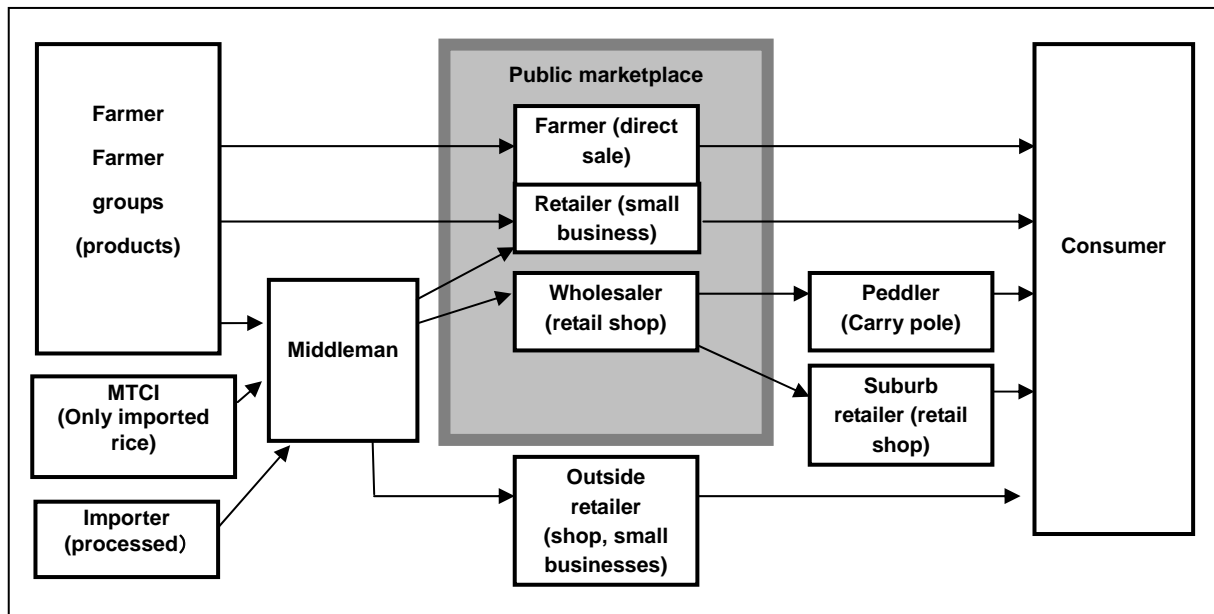 Farmer
Farmer
groups
(products)
MTCI
(Only imported
rice)
Importer
(processed）
Middleman
Public marketplace
Farmer (direct
sale)
Retailer (small
business)
Wholesaler
(retail shop)
Outside
retailer
(shop, small
businesses)
Peddler
(Carry pole)
Suburb
retailer (retail
shop)
Consumer